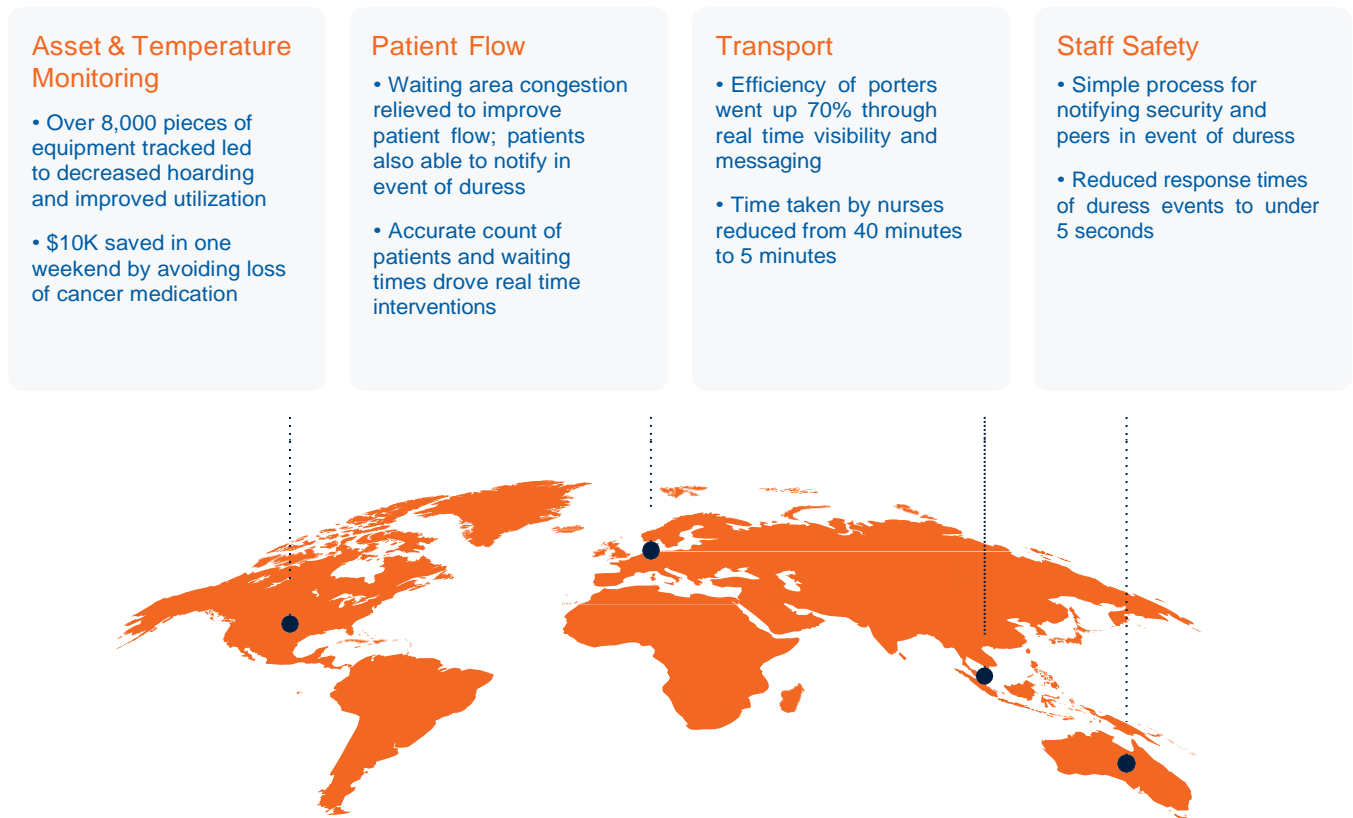 Asset & Temperature
Monitoring
• Over 8,000 pieces of
equipment tracked led
to decreased hoarding
and improved utilization
• $10K saved in one
weekend by avoiding loss
of cancer medication
Patient Flow
• Waiting area congestion
relieved to improve
patient flow; patients
also able to notify in
event of duress
• Accurate count of
patients and waiting
times drove real time
interventions
Transport
• Efficiency of porters
went up 70% through
real time visibility and
messaging
• Time taken by nurses
reduced from 40 minutes
to 5 minutes
Staff Safety
• Simple process for
notifying security and
peers in event of duress
• Reduced response times
of duress events to under
5 seconds